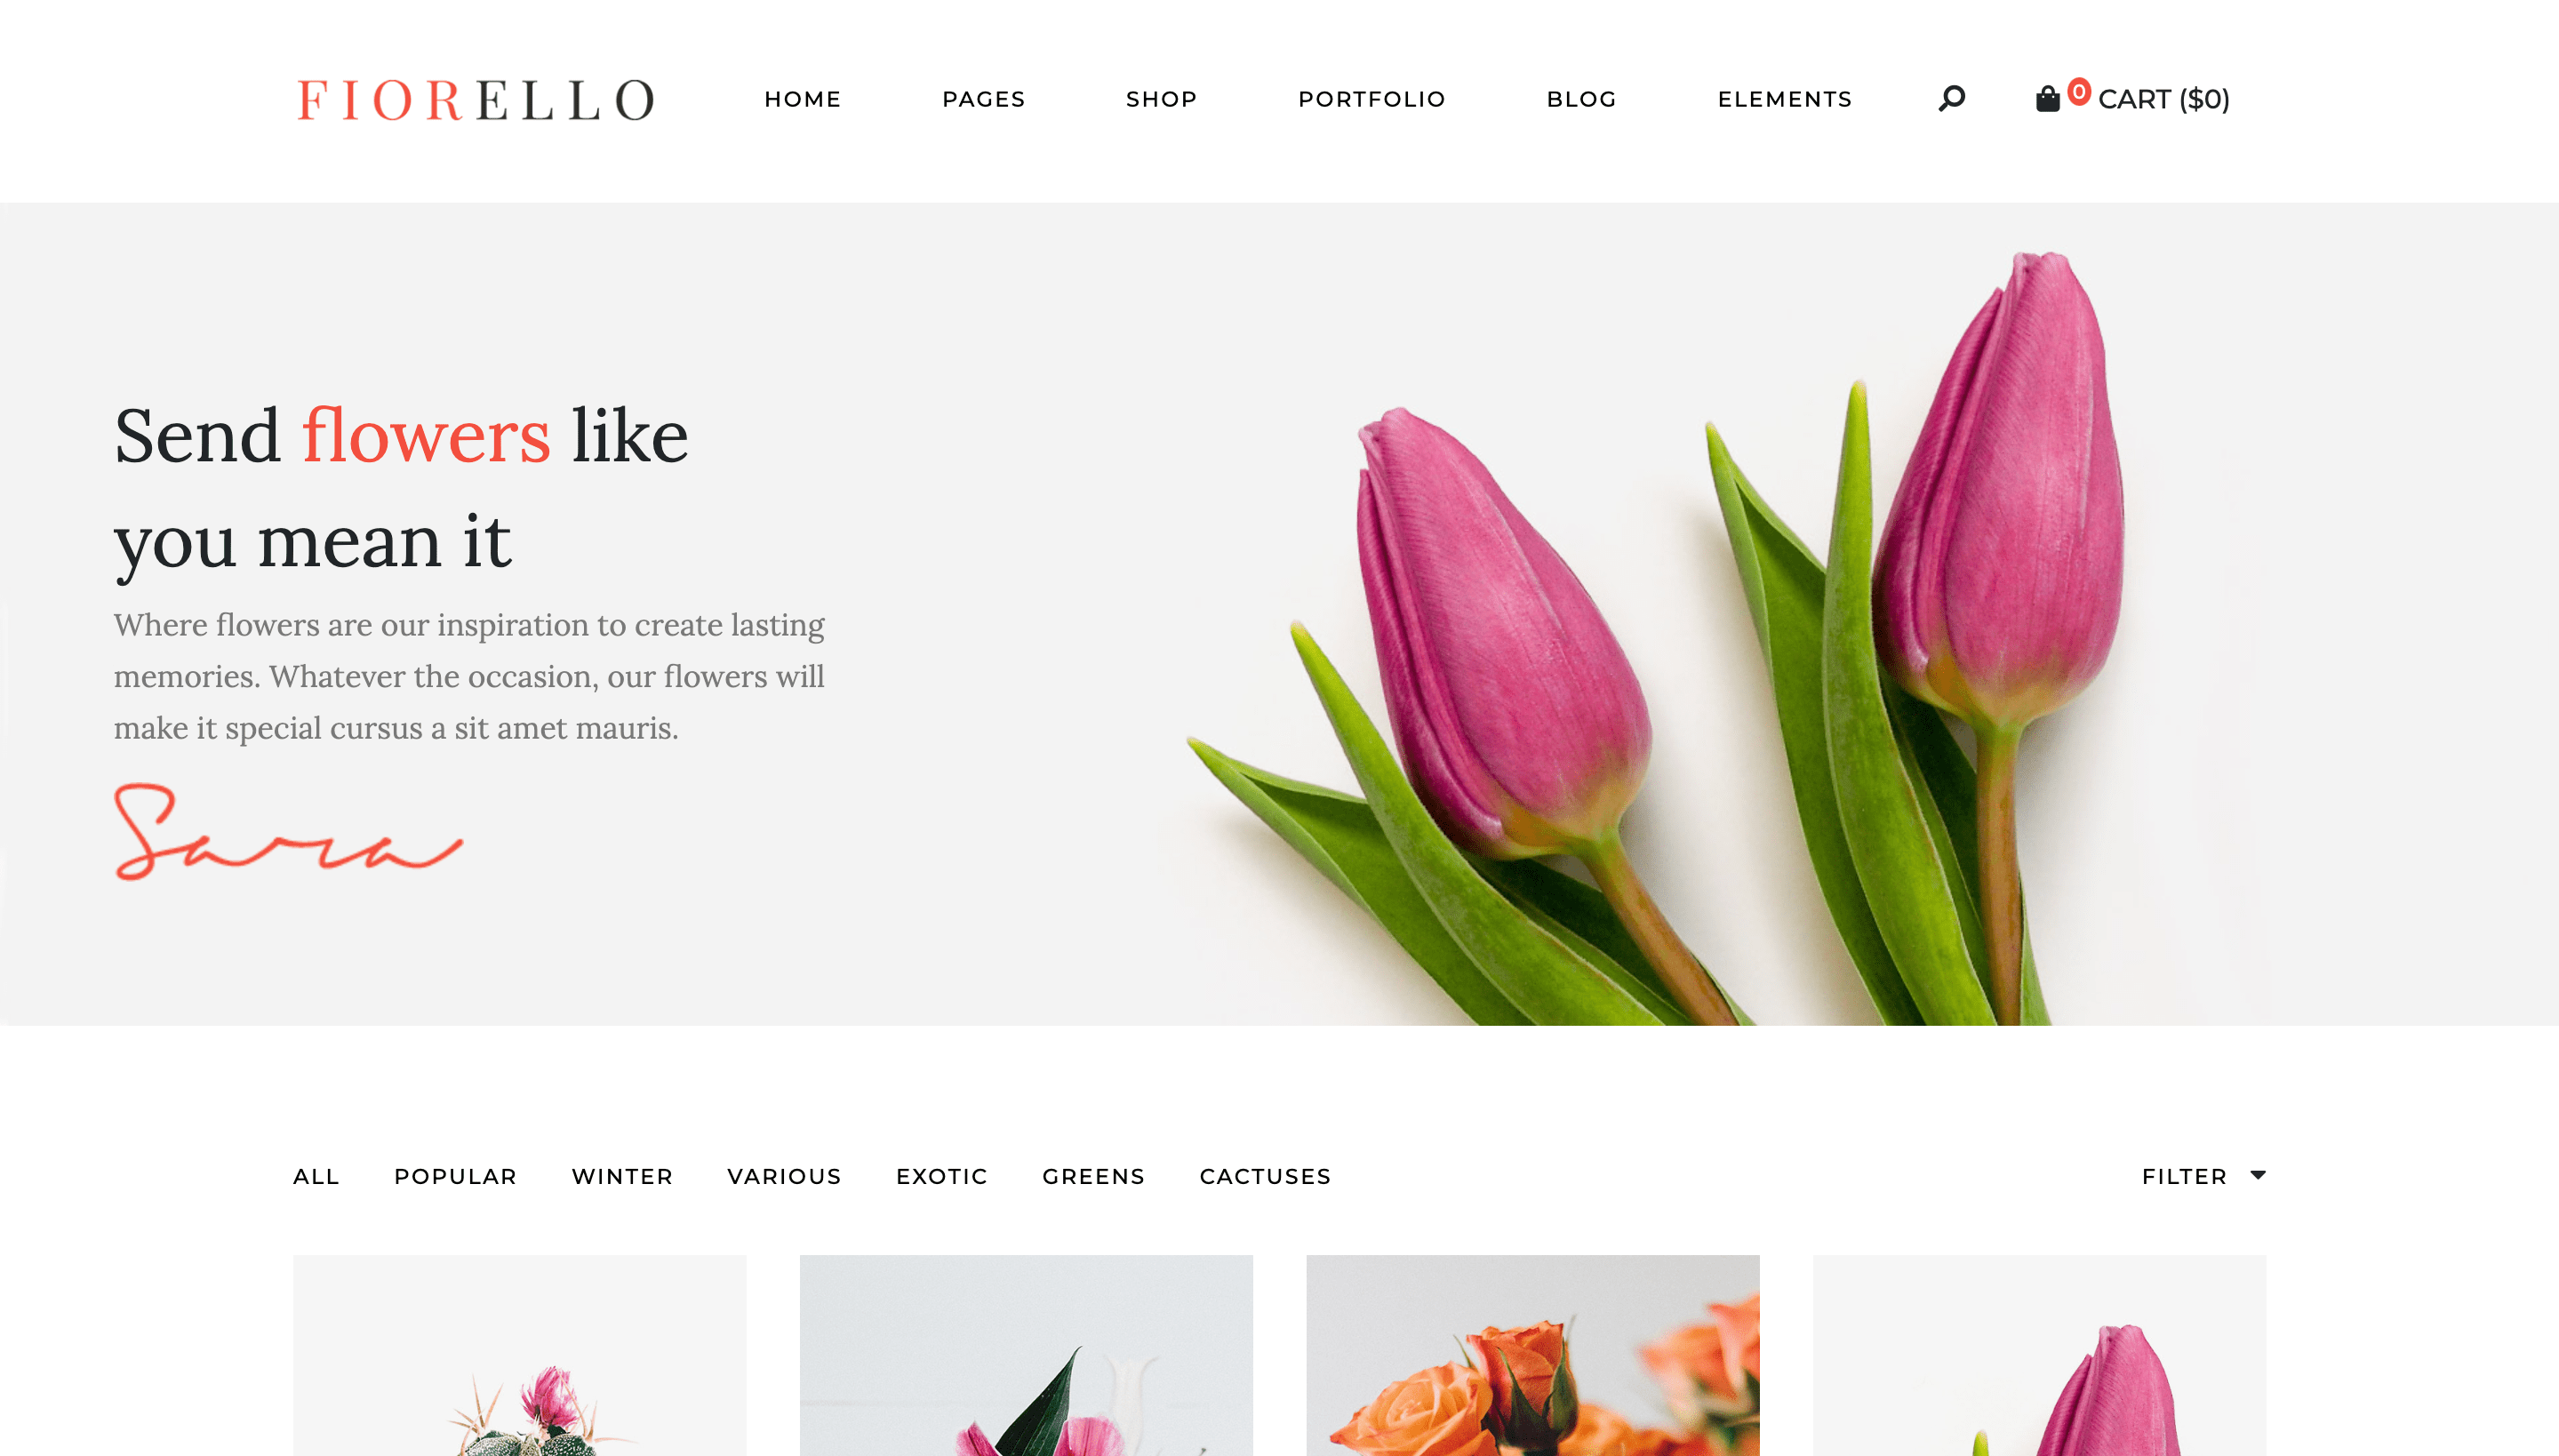 FIORELLO
HOME PAGES SHOP PORTFOLIO BLOG ELEMENTS 0 CART ($0)
Send flowers like
you mean it
Where flowers are our inspiration to create lasting
memories. Whatever the occasion, our flowers will
make it special cursus a sit amet mauris.
Sara
ALL POPULAR WINTER VARIOUS EXOTIC GREENS CACTUSES FILTER